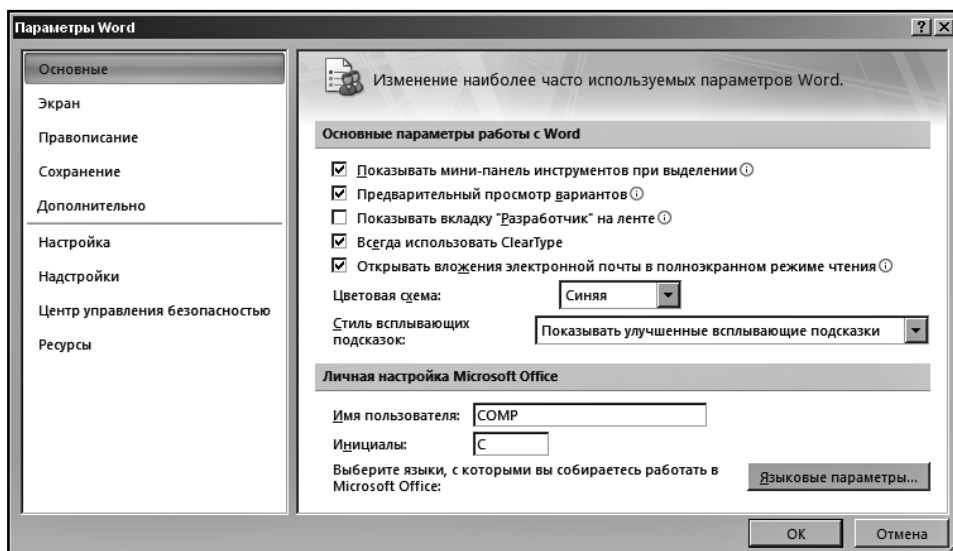 Параметры Word
Основные
Экран
Правописание
Сохранение
Дополнительно
Настройка
Надстройки
Центр управления безопасностью
Ресурсы
Изменение наиболее часто используемых параметров Word.
Основные параметры работы с Word
Показывать мини-панель инструментов при выделении
Предварительный просмотр вариантов
Показывать вкладку "Разработчик" на ленте
Всегда использовать ClearType
Открывать вложения электронной почты в полноэкранном режиме чтения
Цветовая схема: Синяя
Стиль всплывающих
подсказок: Показывать улучшенные всплывающие подсказки
Личная настройка Microsoft Office
Имя пользователя: COMP
Инициалы: C
Выберите языки, с которыми вы собираетесь работать в
Microsoft Office: Языковые параметры...
ОК Отмена